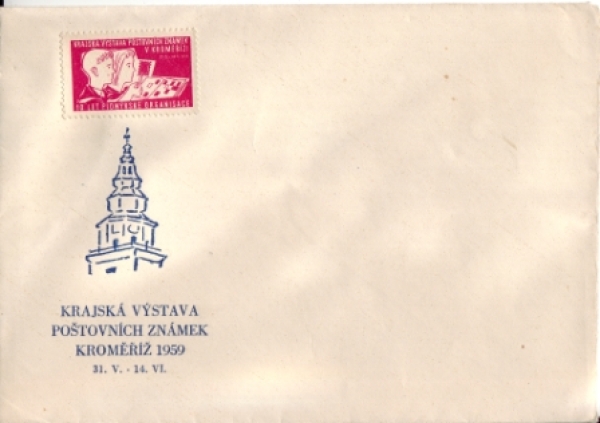 KRAJSKÁ VÝSTAVA POŠTOVNÍCH ZNÁMEK
V KROMĚŘÍŽI
10 LET PIONÝRSKÉ ORGANISACE
KRAJSKÁ VÝSTAVA
POŠTOVNÍCH ZNÁMEK
KROMĚŘÍŽ 1959
31. V. - 14. VI.